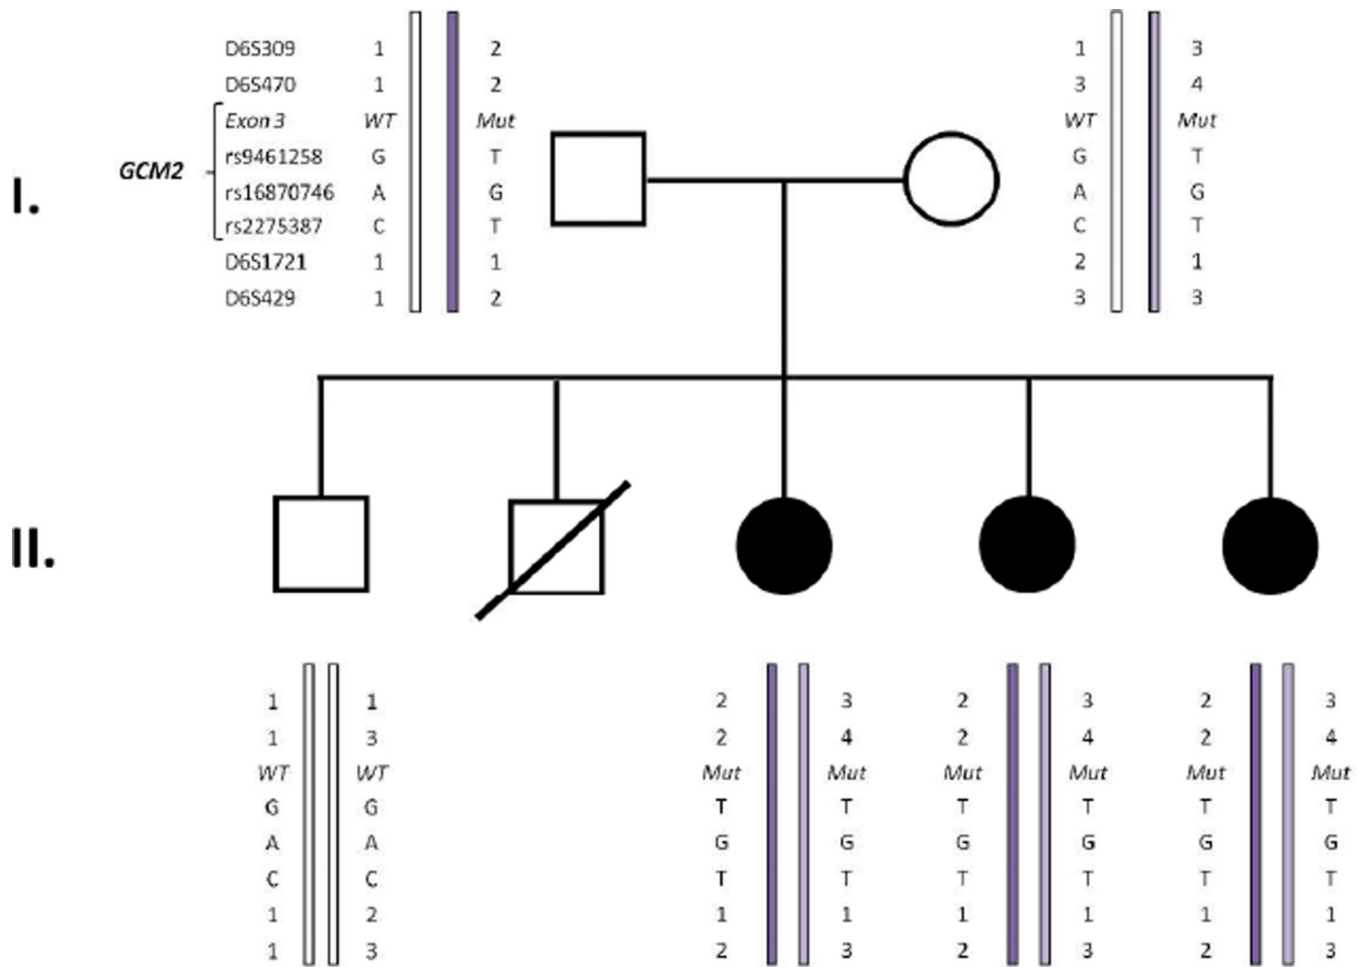 D6S309 1 2 1 3
D6S470 1 2 3 4
Exon 3 WT Mut WT Mut
rs9461258 G T G T
GCM2
rs16870746 A G A G
I.
rs2275387 C T C T
D6S1721 1 1 2 1
D6S429 1 2 3 3
II.
1 1 2 3 2 3 2 3
1 3 2 4 2 4 2 4
WT WT Mut Mut Mut Mut Mut Mut
G G T T T T T T
A A G G G G G G
C C T T T T T T
1 2 1 1 1 1 1 1
1 3 2 3 2 3 2 3